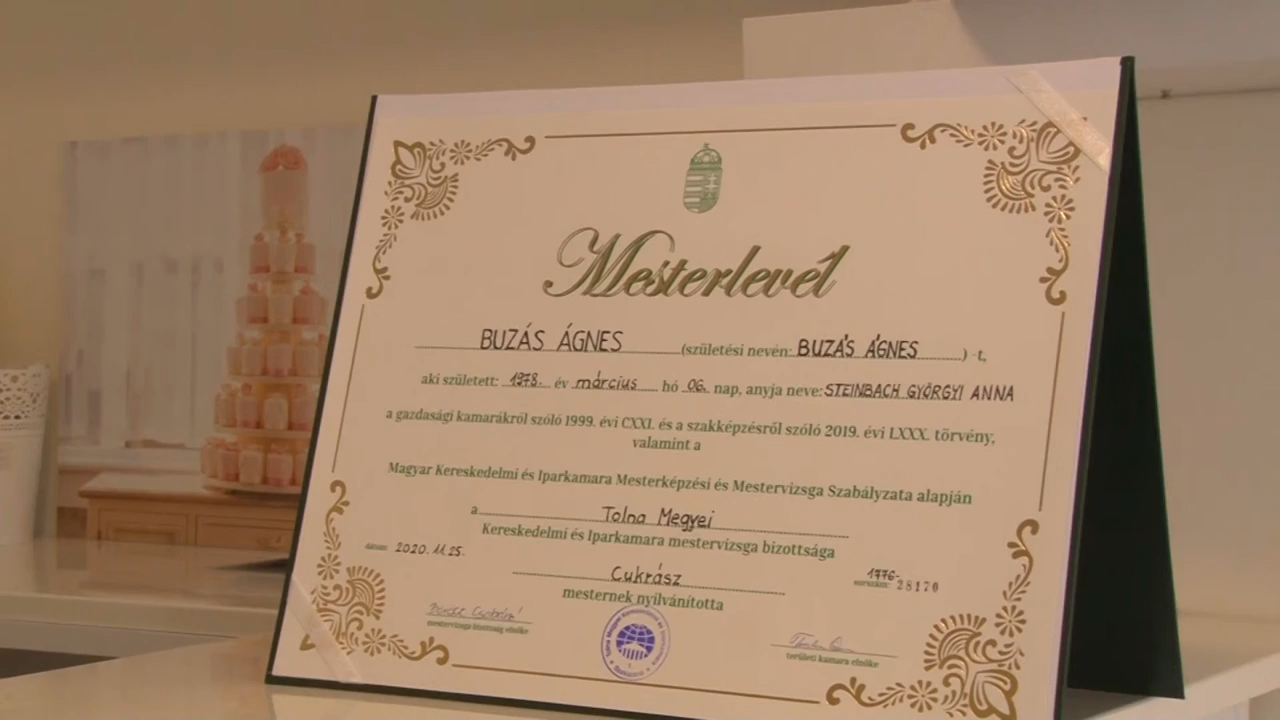 Mesterlevél
BUZÁS ÁGNES (születési nevén: BUZÁS ÁGNES) -t,
aki született: 1978. év március hó 06. nap, anyja neve: STEINBACH GYÖRGYI ANNA
a gazdasági kamarákról szóló 1999. évi CXXI. és a szakképzésről szóló 2019. évi LXXX. törvény,
valamint a
Magyar Kereskedelmi és Iparkamara Mesterképzési és Mestervizsga Szabályzata alapján
a Tolna Megyei
Kereskedelmi és Iparkamara mestervizsga bizottsága
dátum: 2020. 11. 25.
Cukrász
1776-
sorszám: 28170
mesternek nyilvánította
mestervizsga bizottság elnöke
területi kamara elnöke